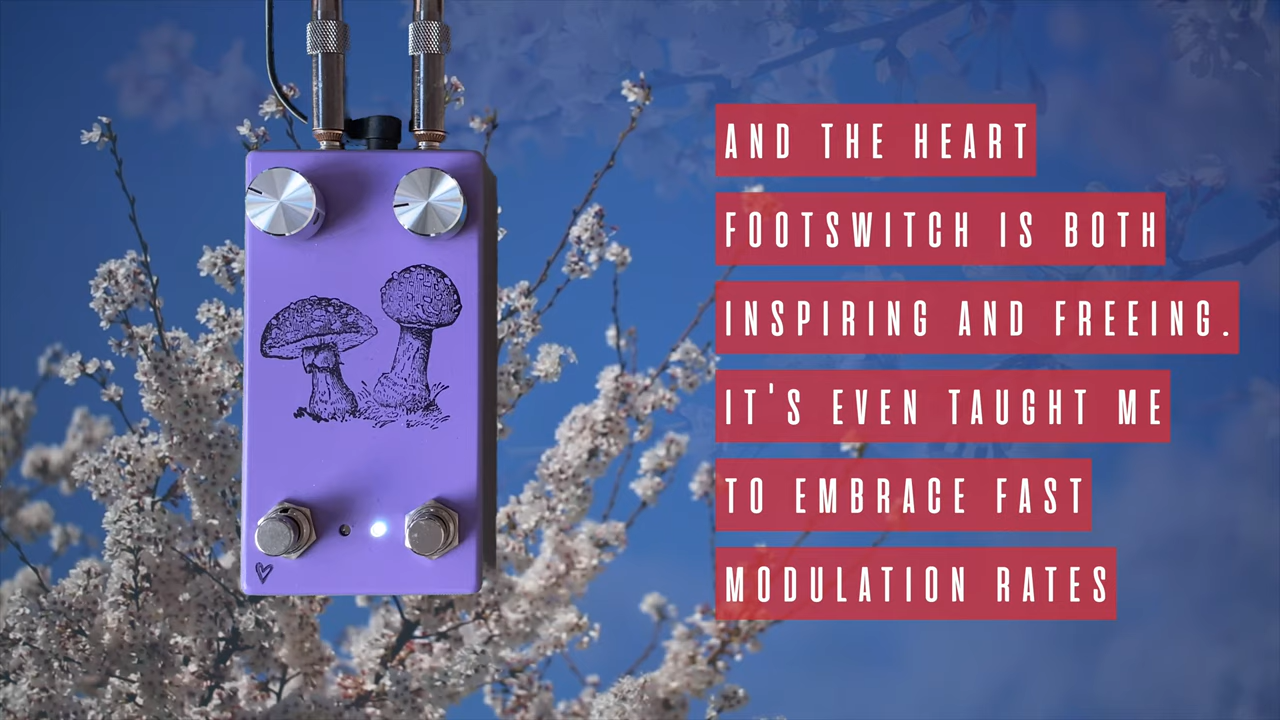 AND THE HEART
FOOTSWITCH IS BOTH
INSPIRING AND FREEING.
IT'S EVEN TAUGHT ME
TO EMBRACE FAST
MODULATION RATES